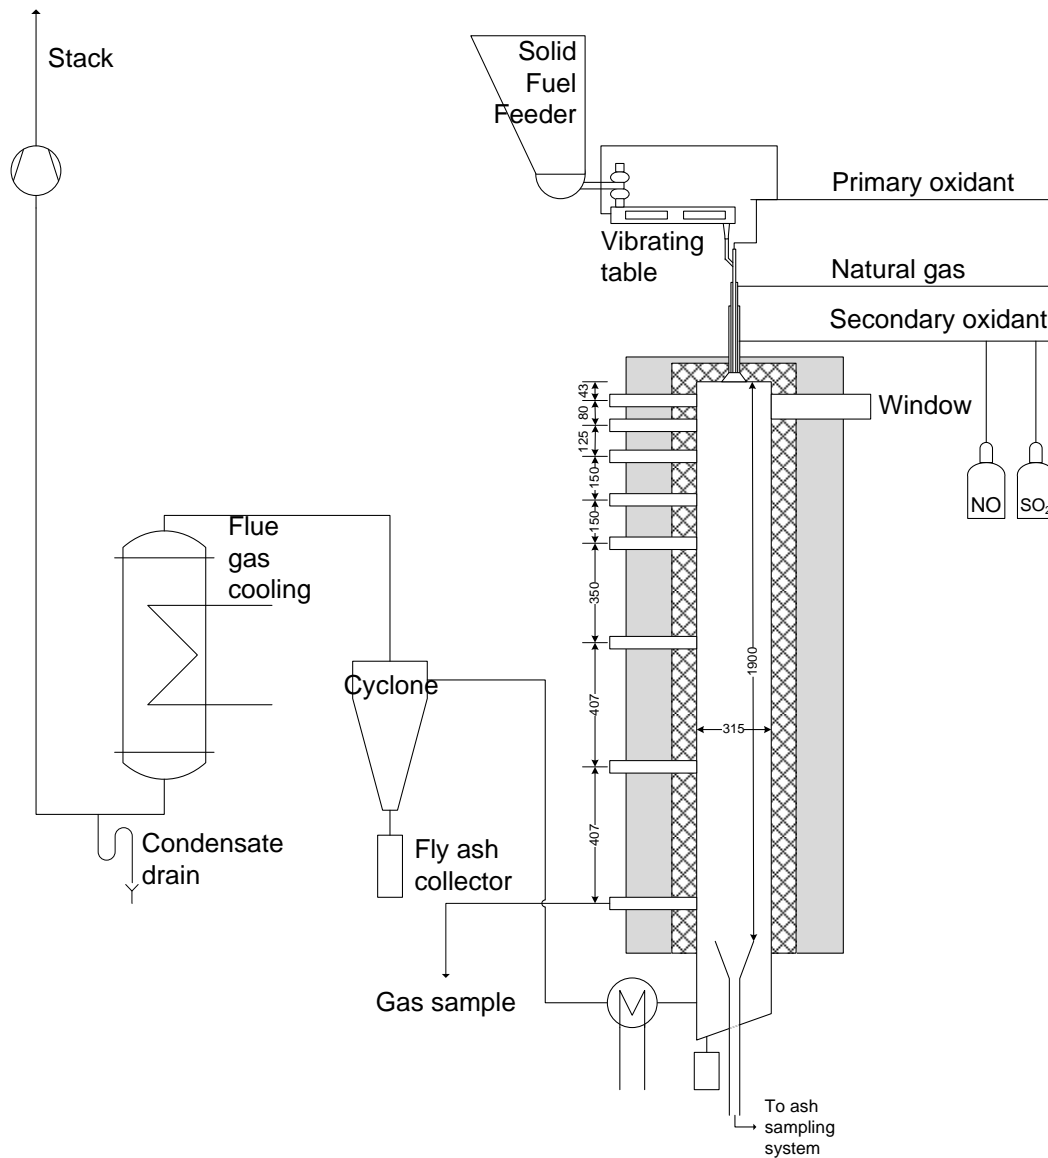 Stack
Solid
Fuel
Feeder
Primary oxidant
Vibrating
table
Natural gas
Secondary oxidant
43
80
125
150
150
350
407
407
Window
NO
SO₂
1900
315
Flue
gas
cooling
Cyclone
Condensate
drain
Fly ash
collector
Gas sample
To ash
sampling
system